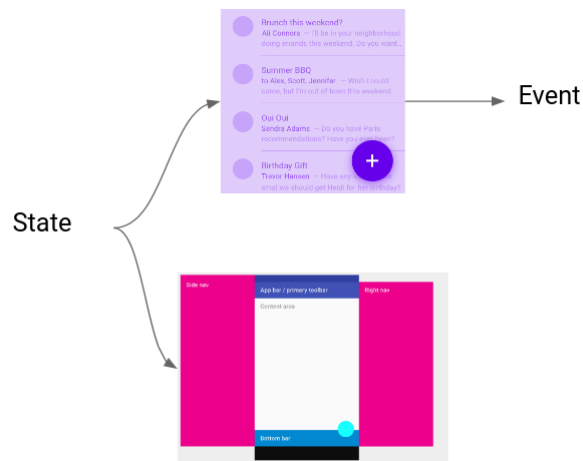 Brunch this weekend?
Ali Connors — I'll be in your neighborhood
doing errands this weekend. Do you want...
Summer BBQ
to Alex, Scott, Jennifer — Wish I could
come, but I'm out of town this weekend.
Oui Oui
Sandra Adams — Do you have Paris
recommendations? Have you ever been?
Birthday Gift
Trevor Hansen — Have any
what we should get Heidi for her birthday?
+
Event
State
Side nav
App bar / primary toolbar
Right nav
Content area
Bottom bar